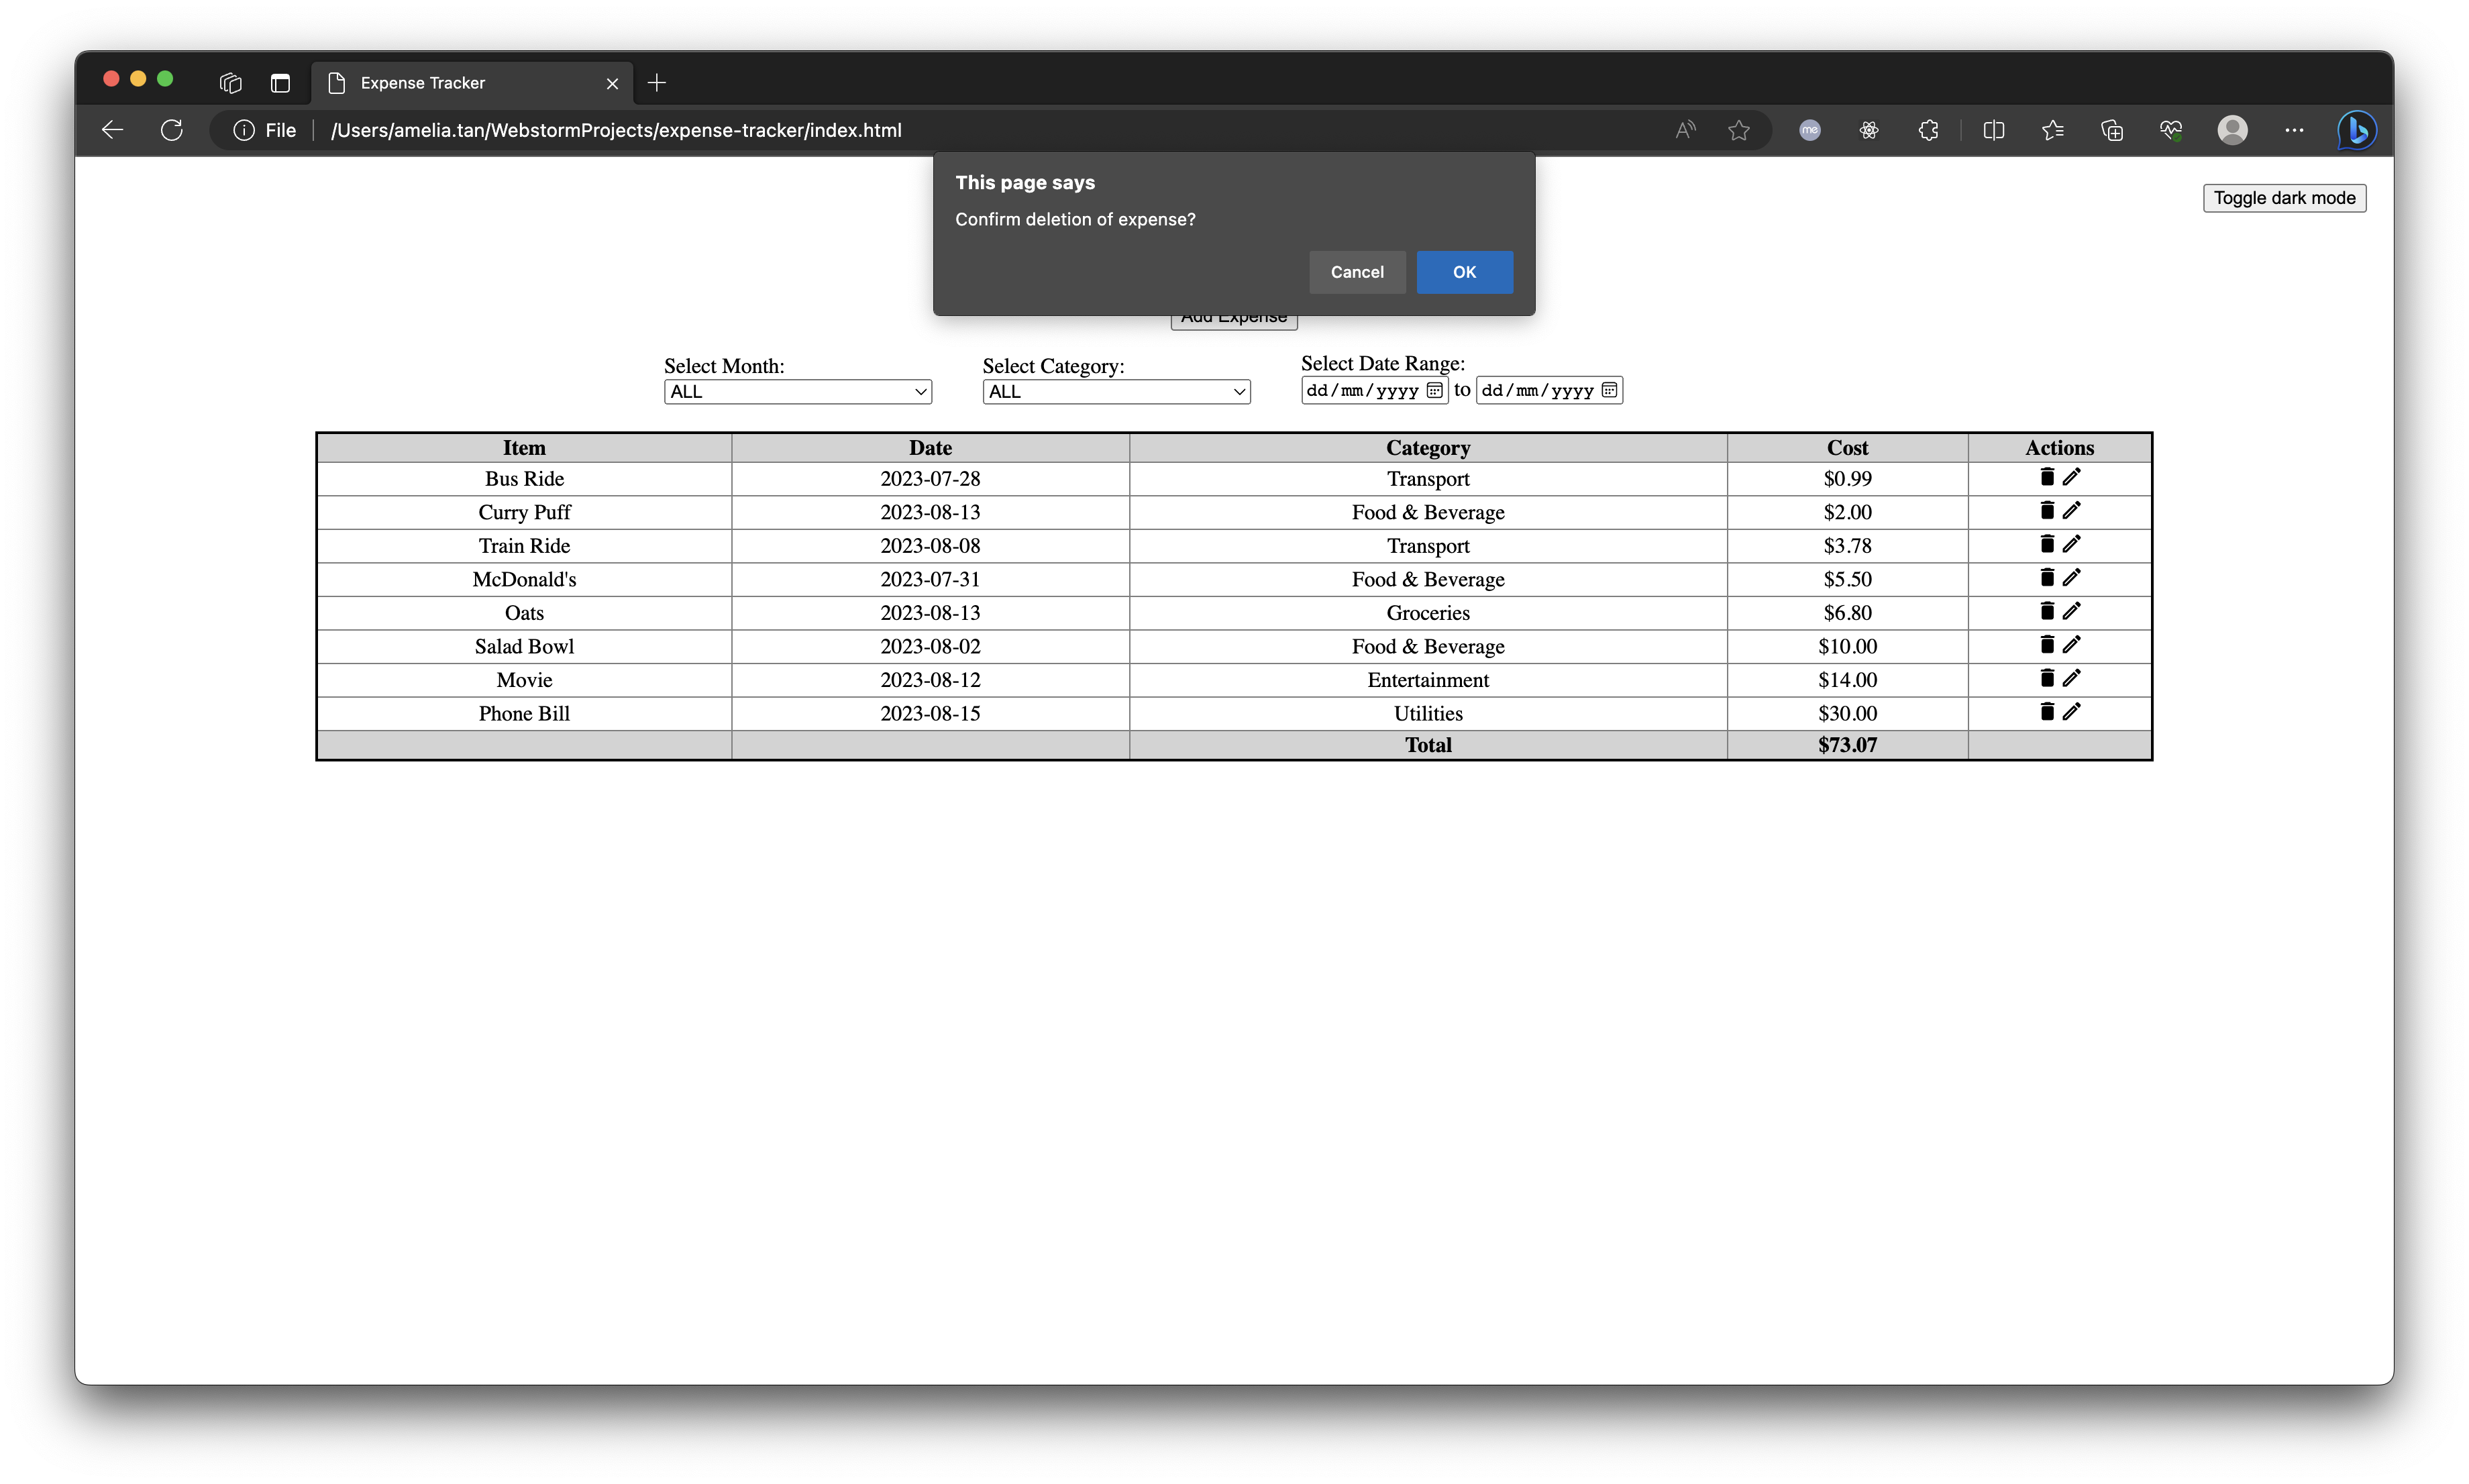 Expense Tracker
File /Users/amelia.tan/WebstormProjects/expense-tracker/index.html
me
This page says
Confirm deletion of expense?
Cancel OK
Toggle dark mode
Add Expense
Select Month: Select Category: Select Date Range:
ALL ALL dd/mm/yyyy to dd/mm/yyyy
Item Date Category Cost Actions
Bus Ride 2023-07-28 Transport $0.99
Curry Puff 2023-08-13 Food & Beverage $2.00
Train Ride 2023-08-08 Transport $3.78
McDonald's 2023-07-31 Food & Beverage $5.50
Oats 2023-08-13 Groceries $6.80
Salad Bowl 2023-08-02 Food & Beverage $10.00
Movie 2023-08-12 Entertainment $14.00
Phone Bill 2023-08-15 Utilities $30.00
Total $73.07